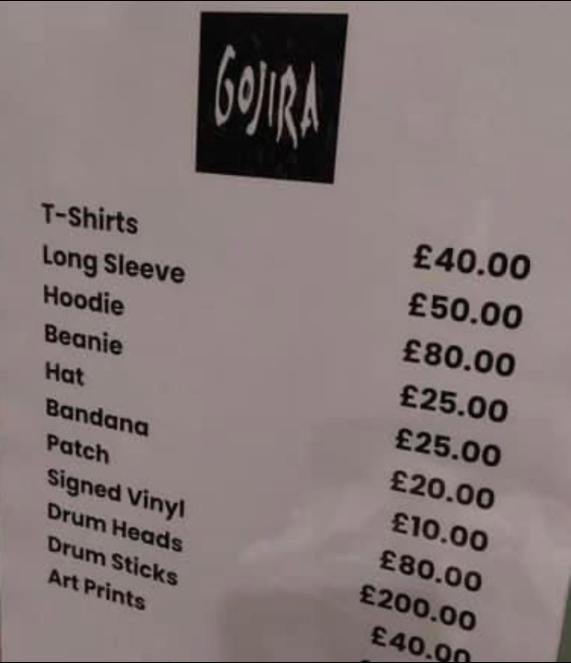 GOJIRA
T-Shirts £40.00
Long Sleeve £50.00
Hoodie £80.00
Beanie £25.00
Hat £25.00
Bandana £20.00
Patch £10.00
Signed Vinyl £80.00
Drum Heads £200.00
Drum Sticks £40.00
Art Prints